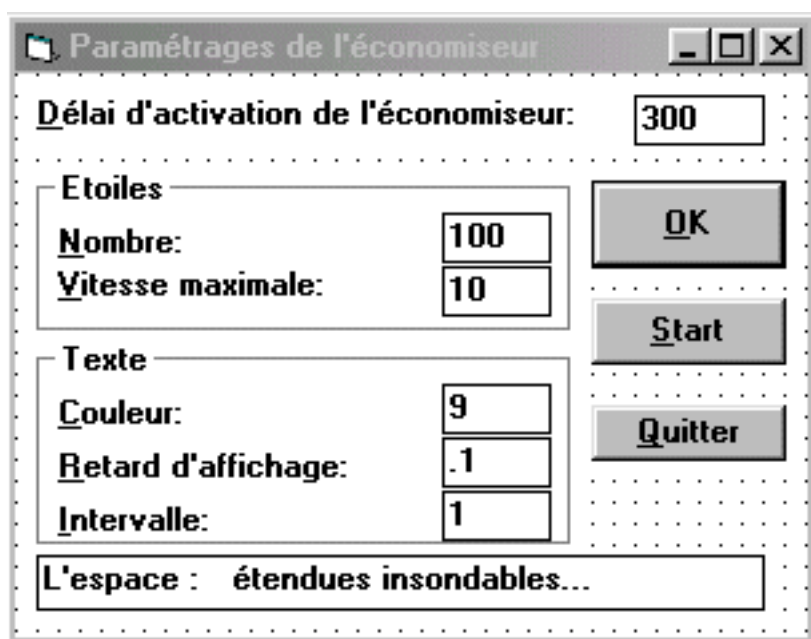 Paramétrages de l'économiseur
Délai d'activation de l'économiseur: 300
Etoiles
Nombre: 100
Vitesse maximale: 10
OK
Start
Texte
Couleur: 9
Retard d'affichage: .1
Intervalle: 1
Quitter
L'espace : étendues insondables...